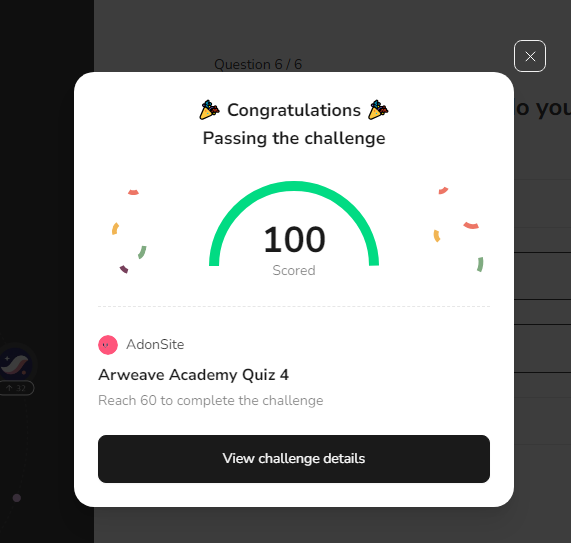 Question 6 / 6
o you
Congratulations
Passing the challenge
100
Scored
AdonSite
Arweave Academy Quiz 4
Reach 60 to complete the challenge
32
View challenge details